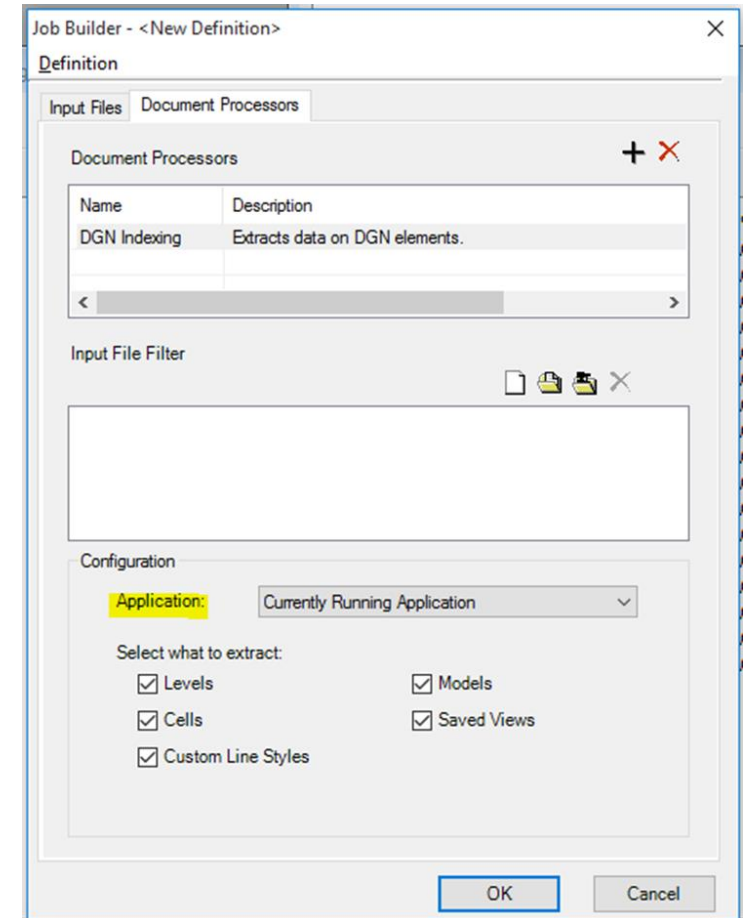 Job Builder - <New Definition>
Definition
Input Files Document Processors
Document Processors
Name Description
DGN Indexing Extracts data on DGN elements.
Input File Filter
Configuration
Application: Currently Running Application
Select what to extract:
Levels Models
Cells Saved Views
Custom Line Styles
OK Cancel